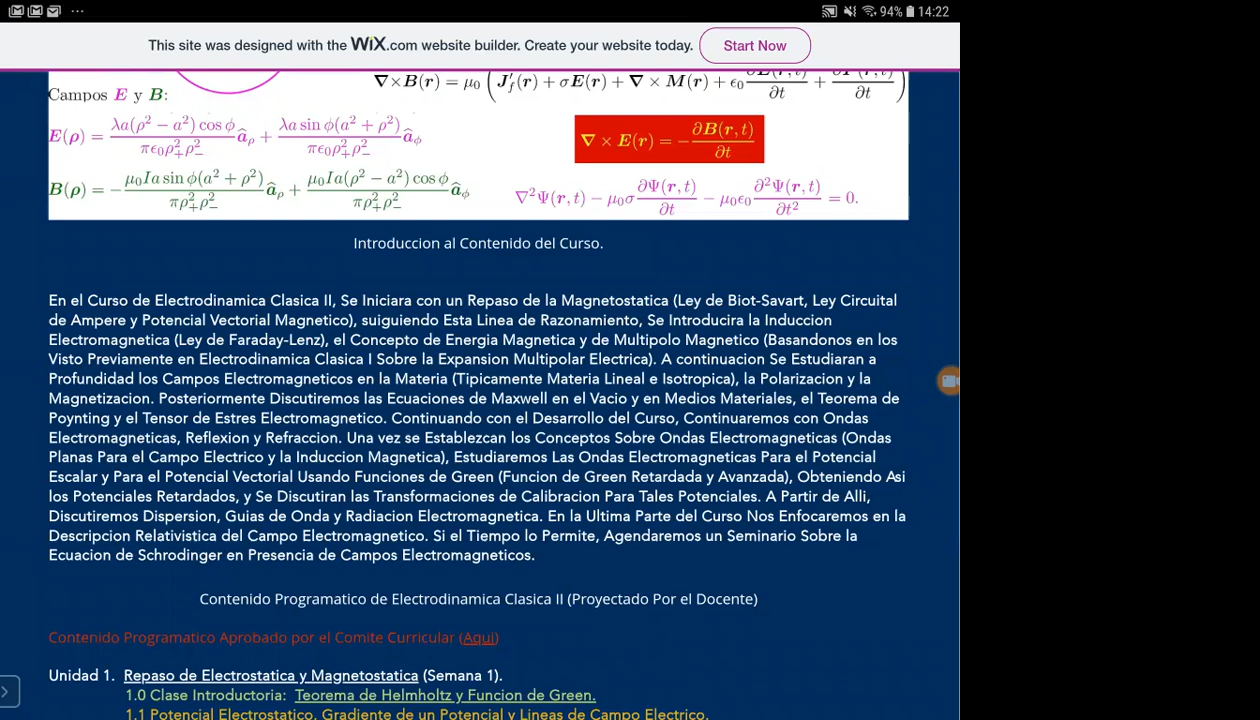 94% 14:22
This site was designed with the WiX.com website builder. Create your website today. Start Now
∇×B(r) = μ₀ ( J′_f(r) + σE(r) + ∇ × M(r) + ϵ₀ ∂E(r,t)/∂t + ∂P(r,t)/∂t )
Campos E y B:
E(ρ) = λa(ρ² − a²) cos ϕ / πϵ₀ρ₊²ρ₋² â_ρ + λa sin ϕ(a² + ρ²) / πϵ₀ρ₊²ρ₋² â_ϕ
∇ × E(r) = − ∂B(r, t)/∂t
B(ρ) = − μ₀Ia sin ϕ(a² + ρ²) / πρ₊²ρ₋² â_ρ + μ₀Ia(ρ² − a²) cos ϕ / πρ₊²ρ₋² â_ϕ
∇²Ψ(r, t) − μ₀σ ∂Ψ(r, t)/∂t − μ₀ϵ₀ ∂²Ψ(r, t)/∂t² = 0.
Introduccion al Contenido del Curso.
En el Curso de Electrodinamica Clasica II, Se Iniciara con un Repaso de la Magnetostatica (Ley de Biot-Savart, Ley Circuital
de Ampere y Potencial Vectorial Magnetico), suiguiendo Esta Linea de Razonamiento, Se Introducira la Induccion
Electromagnetica (Ley de Faraday-Lenz), el Concepto de Energia Magnetica y de Multipolo Magnetico (Basandonos en los
Visto Previamente en Electrodinamica Clasica I Sobre la Expansion Multipolar Electrica). A continuacion Se Estudiaran a
Profundidad los Campos Electromagneticos en la Materia (Tipicamente Materia Lineal e Isotropica), la Polarizacion y la
Magnetizacion. Posteriormente Discutiremos las Ecuaciones de Maxwell en el Vacio y en Medios Materiales, el Teorema de
Poynting y el Tensor de Estres Electromagnetico. Continuando con el Desarrollo del Curso, Continuaremos con Ondas
Electromagneticas, Reflexion y Refraccion. Una vez se Establezcan los Conceptos Sobre Ondas Electromagneticas (Ondas
Planas Para el Campo Electrico y la Induccion Magnetica), Estudiaremos Las Ondas Electromagneticas Para el Potencial
Escalar y Para el Potencial Vectorial Usando Funciones de Green (Funcion de Green Retardada y Avanzada), Obteniendo Asi
los Potenciales Retardados, y Se Discutiran las Transformaciones de Calibracion Para Tales Potenciales. A Partir de Alli,
Discutiremos Dispersion, Guias de Onda y Radiacion Electromagnetica. En la Ultima Parte del Curso Nos Enfocaremos en la
Descripcion Relativistica del Campo Electromagnetico. Si el Tiempo lo Permite, Agendaremos un Seminario Sobre la
Ecuacion de Schrodinger en Presencia de Campos Electromagneticos.
Contenido Programatico de Electrodinamica Clasica II (Proyectado Por el Docente)
Contenido Programatico Aprobado por el Comite Curricular (Aqui)
Unidad 1. Repaso de Electrostatica y Magnetostatica (Semana 1).
1.0 Clase Introductoria: Teorema de Helmholtz y Funcion de Green.
1.1 Potencial Electrostatico, Gradiente de un Potencial y Lineas de Campo Electrico.